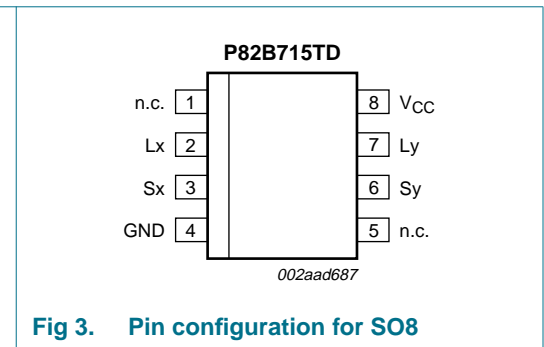 P82B715TD
n.c. 1 8 VCC
Lx 2 7 Ly
Sx 3 6 Sy
GND 4 5 n.c.
002aad687
Fig 3. Pin configuration for SO8